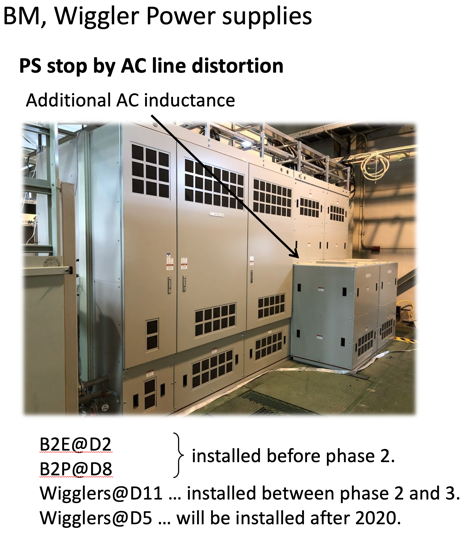 BM, Wiggler Power supplies
PS stop by AC line distortion
Additional AC inductance
B2E@D2
B2P@D8
installed before phase 2.
Wigglers@D11 ... installed between phase 2 and 3.
Wigglers@D5 ... will be installed after 2020.